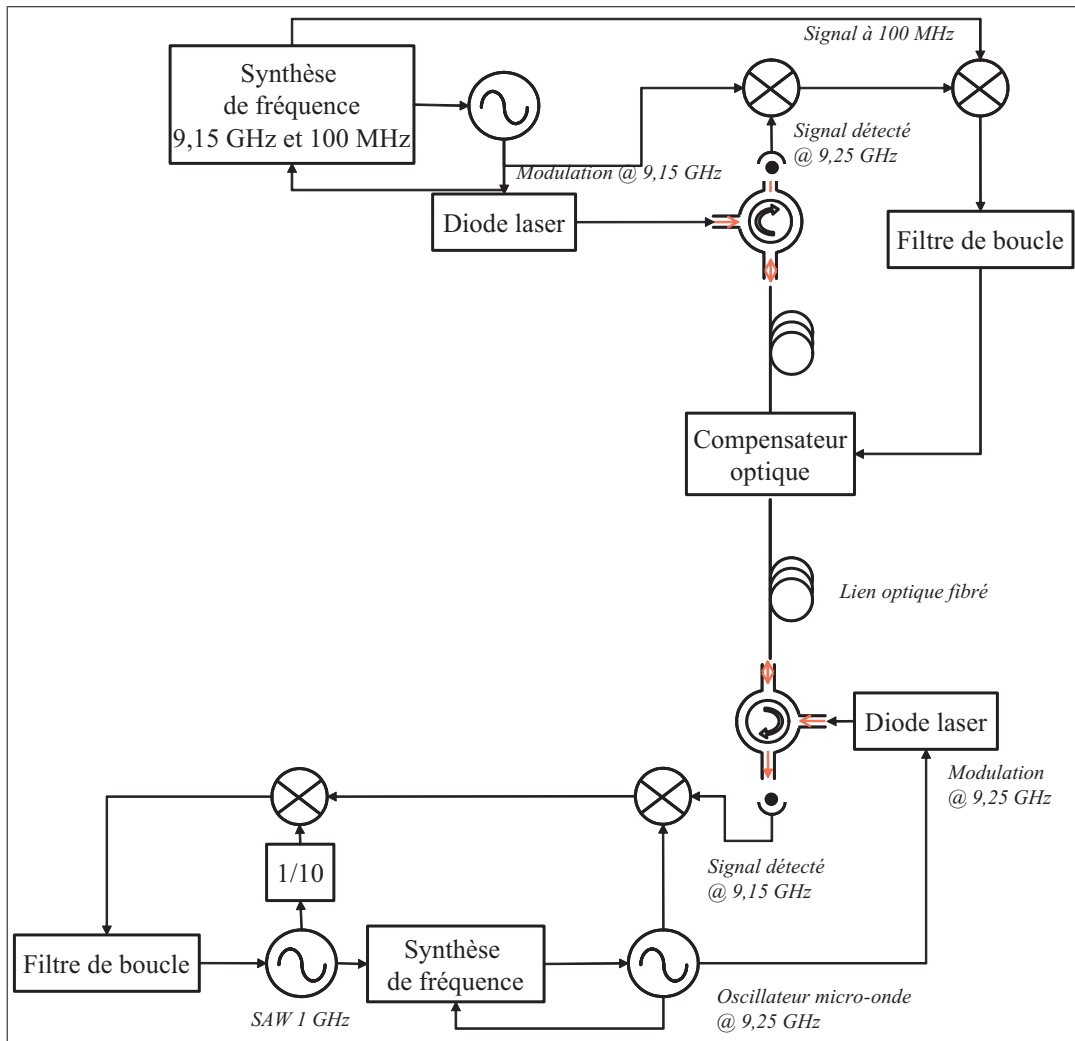 Signal à 100 MHz
Synthèse
de fréquence
9,15 GHz et 100 MHz
Signal détecté
@ 9,25 GHz
Modulation @ 9,15 GHz
Diode laser
Filtre de boucle
Compensateur
optique
Lien optique fibré
Diode laser
Modulation
@ 9,25 GHz
1/10
Signal détecté
@ 9,15 GHz
Filtre de boucle
Synthèse
de fréquence
SAW 1 GHz
Oscillateur micro-onde
@ 9,25 GHz